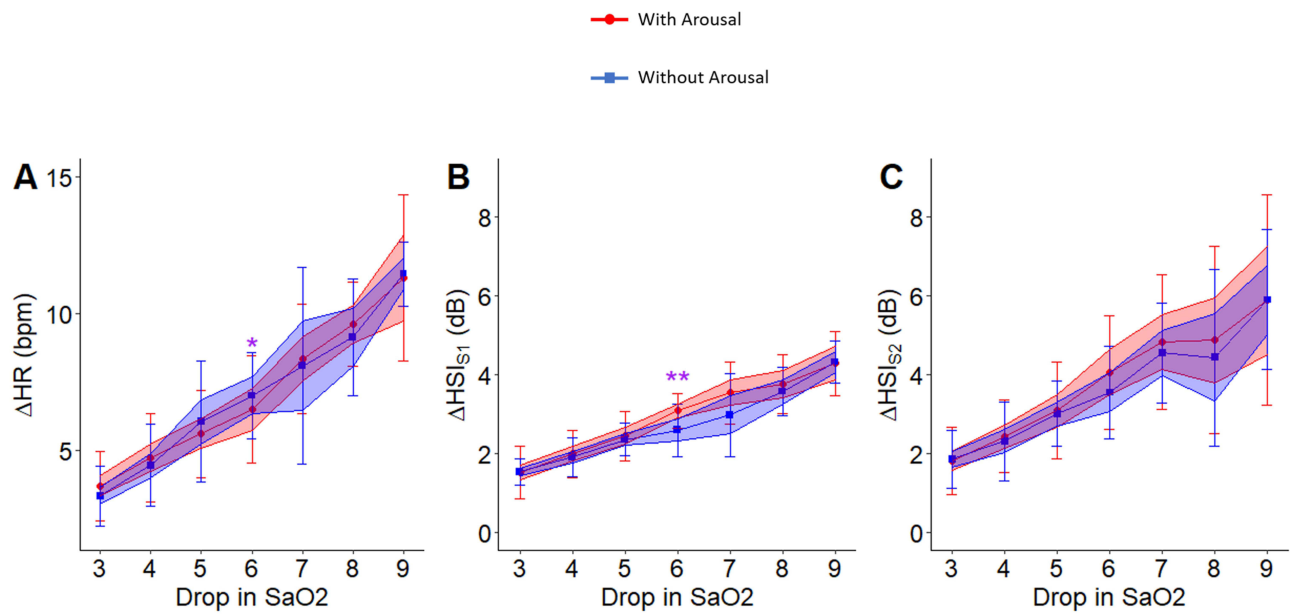 With Arousal
Without Arousal
A
B
C
ΔHR (bpm)
15
10
5
*
3 4 5 6 7 8 9
Drop in SaO2
ΔHSI_S1 (dB)
8
6
4
2
0
**
3 4 5 6 7 8 9
Drop in SaO2
ΔHSI_S2 (dB)
8
6
4
2
0
3 4 5 6 7 8 9
Drop in SaO2